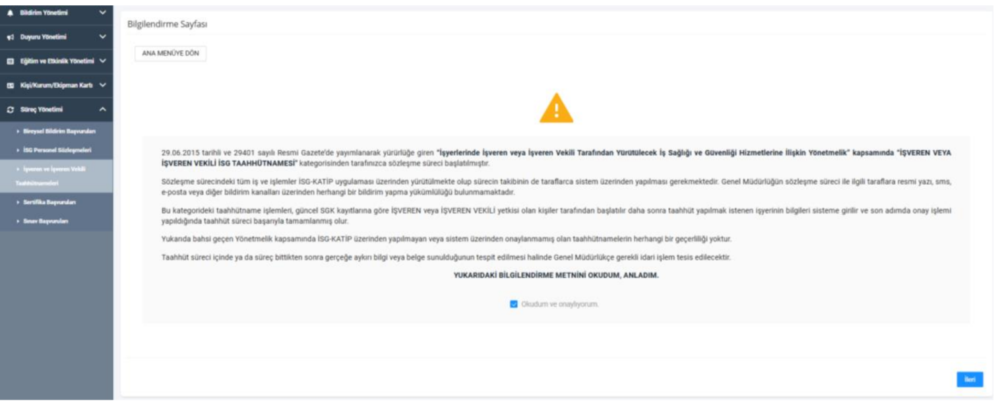 Bildirim Yönetimi
Duyuru Yönetimi
Eğitim ve Etkinlik Yönetimi
Kişi/Kurum/Ekipman Kartı
Süreç Yönetimi
Bireysel Bildirim Başvuruları
İSG Personel Sözleşmeleri
İşveren ve İşveren Vekili
Taahhütnameleri
Sertifika Başvuruları
Sınav Başvuruları
Bilgilendirme Sayfası
ANA MENÜYE DÖN
29.06.2015 tarihli ve 29401 sayılı Resmi Gazete'de yayımlanarak yürürlüğe giren "İşyerlerinde İşveren veya İşveren Vekili Tarafından Yürütülecek İş Sağlığı ve Güvenliği Hizmetlerine İlişkin Yönetmelik" kapsamında "İŞVEREN VEYA
İŞVEREN VEKİLİ İSG TAAHHÜTNAMESİ" kategorisinden tarafınızca sözleşme süreci başlatılmıştır.
Sözleşme sürecindeki tüm iş ve işlemler İSG-KATİP uygulaması üzerinden yürütülmekte olup sürecin takibinin de taraflarca sistem üzerinden yapılması gerekmektedir. Genel Müdürlüğün sözleşme süreci ile ilgili taraflara resmi yazı, sms,
e-posta veya diğer bildirim kanalları üzerinden herhangi bir bildirim yapma yükümlülüğü bulunmamaktadır.
Bu kategorideki taahhütname işlemleri, güncel SGK kayıtlarına göre İŞVEREN veya İŞVEREN VEKİLİ yetkisi olan kişiler tarafından başlatılır daha sonra taahhüt yapılmak istenen işyerinin bilgileri sisteme girilir ve son adımda onay işlemi
yapıldığında taahhüt süreci başarıyla tamamlanmış olur.
Yukarıda bahsi geçen Yönetmelik kapsamında İSG-KATİP üzerinden yapılmayan veya sistem üzerinden onaylanmamış olan taahhütnamelerin herhangi bir geçerliliği yoktur.
Taahhüt süreci içinde ya da süreç bittikten sonra gerçeğe aykırı bilgi veya belge sunulduğunun tespit edilmesi halinde Genel Müdürlükçe gerekli idari işlem tesis edilecektir.
YUKARIDAKİ BİLGİLENDİRME METNİNİ OKUDUM, ANLADIM.
Okudum ve onaylıyorum.
İleri